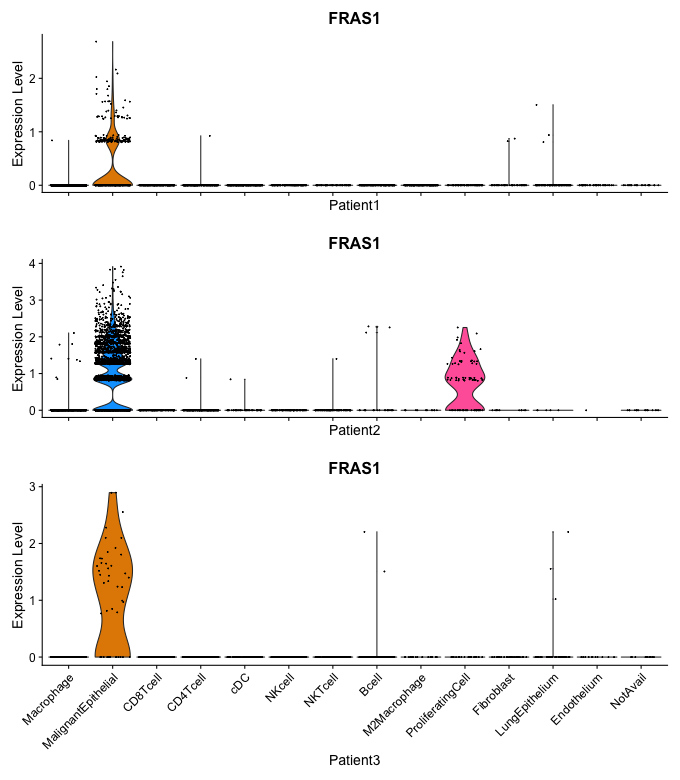 FRAS1
Expression Level
2
1
0
Patient1
FRAS1
Expression Level
4
3
2
1
0
Patient2
FRAS1
Expression Level
3
2
1
0
Macrophage
MalignantEpithelial
CD8Tcell
CD4Tcell
cDC
NKcell
NKTcell
Bcell
M2Macrophage
ProliferatingCell
Fibroblast
LungEpithelium
Endothelium
NotAvail
Patient3